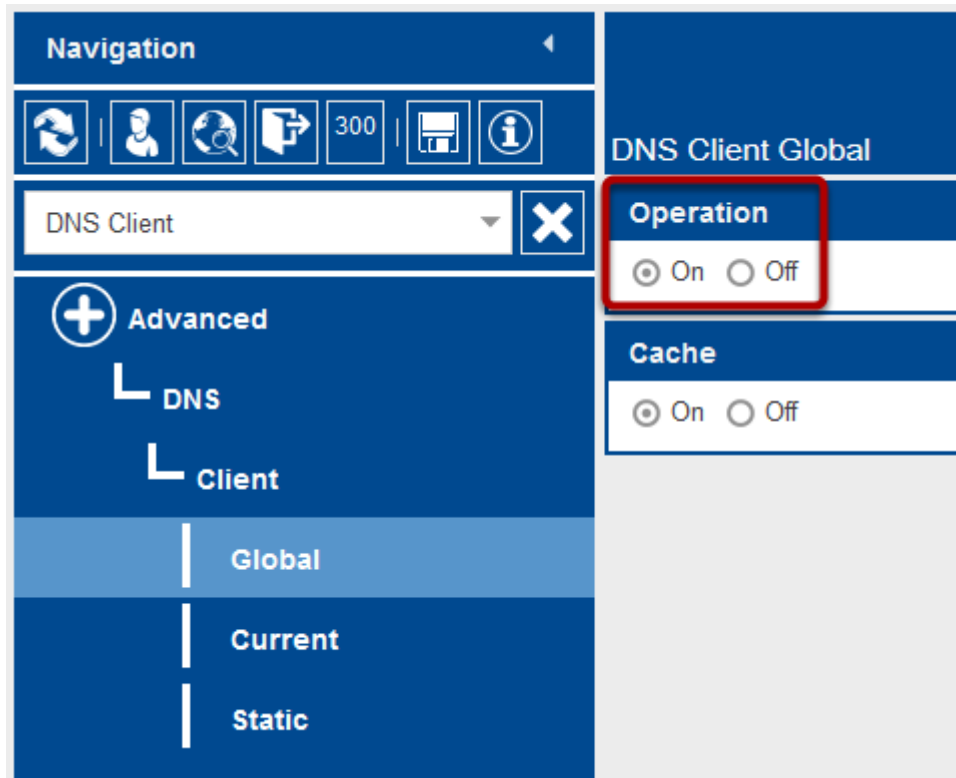 Navigation
300
DNS Client
Advanced
DNS
Client
Global
Current
Static
DNS Client Global
Operation
On Off
Cache
On Off